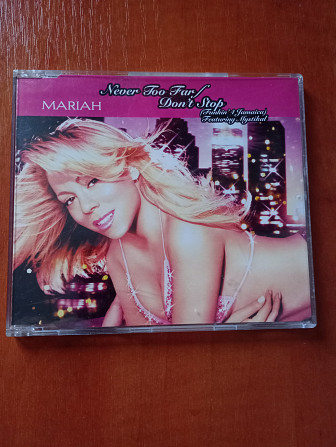 Never Too Far/
MARIAH
Don't Stop
(Funkin' 4 Jamaica)
Featuring Mystikal